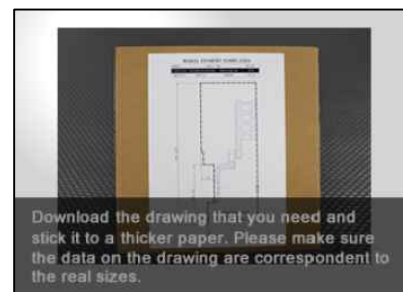 Download the drawing that you need and
stick it to a thicker paper. Please make sure
the data on the drawing are correspondent to
the real sizes.